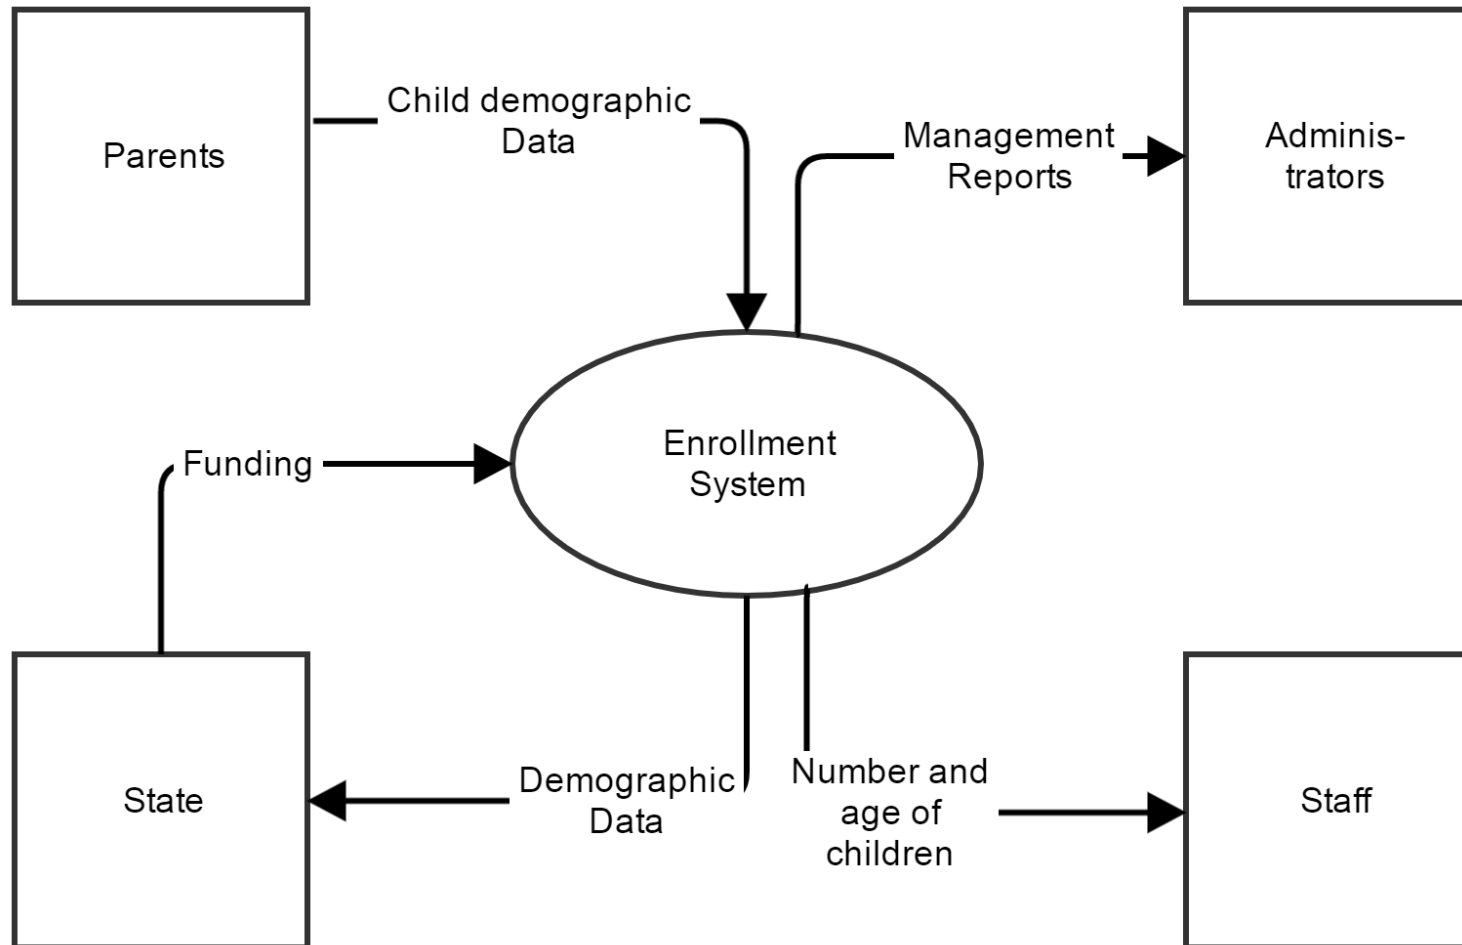 Parents
Child demographic
Data
Management
Reports
Adminis-
trators
Funding
Enrollment
System
State
Demographic
Data
Number and
age of
children
Staff